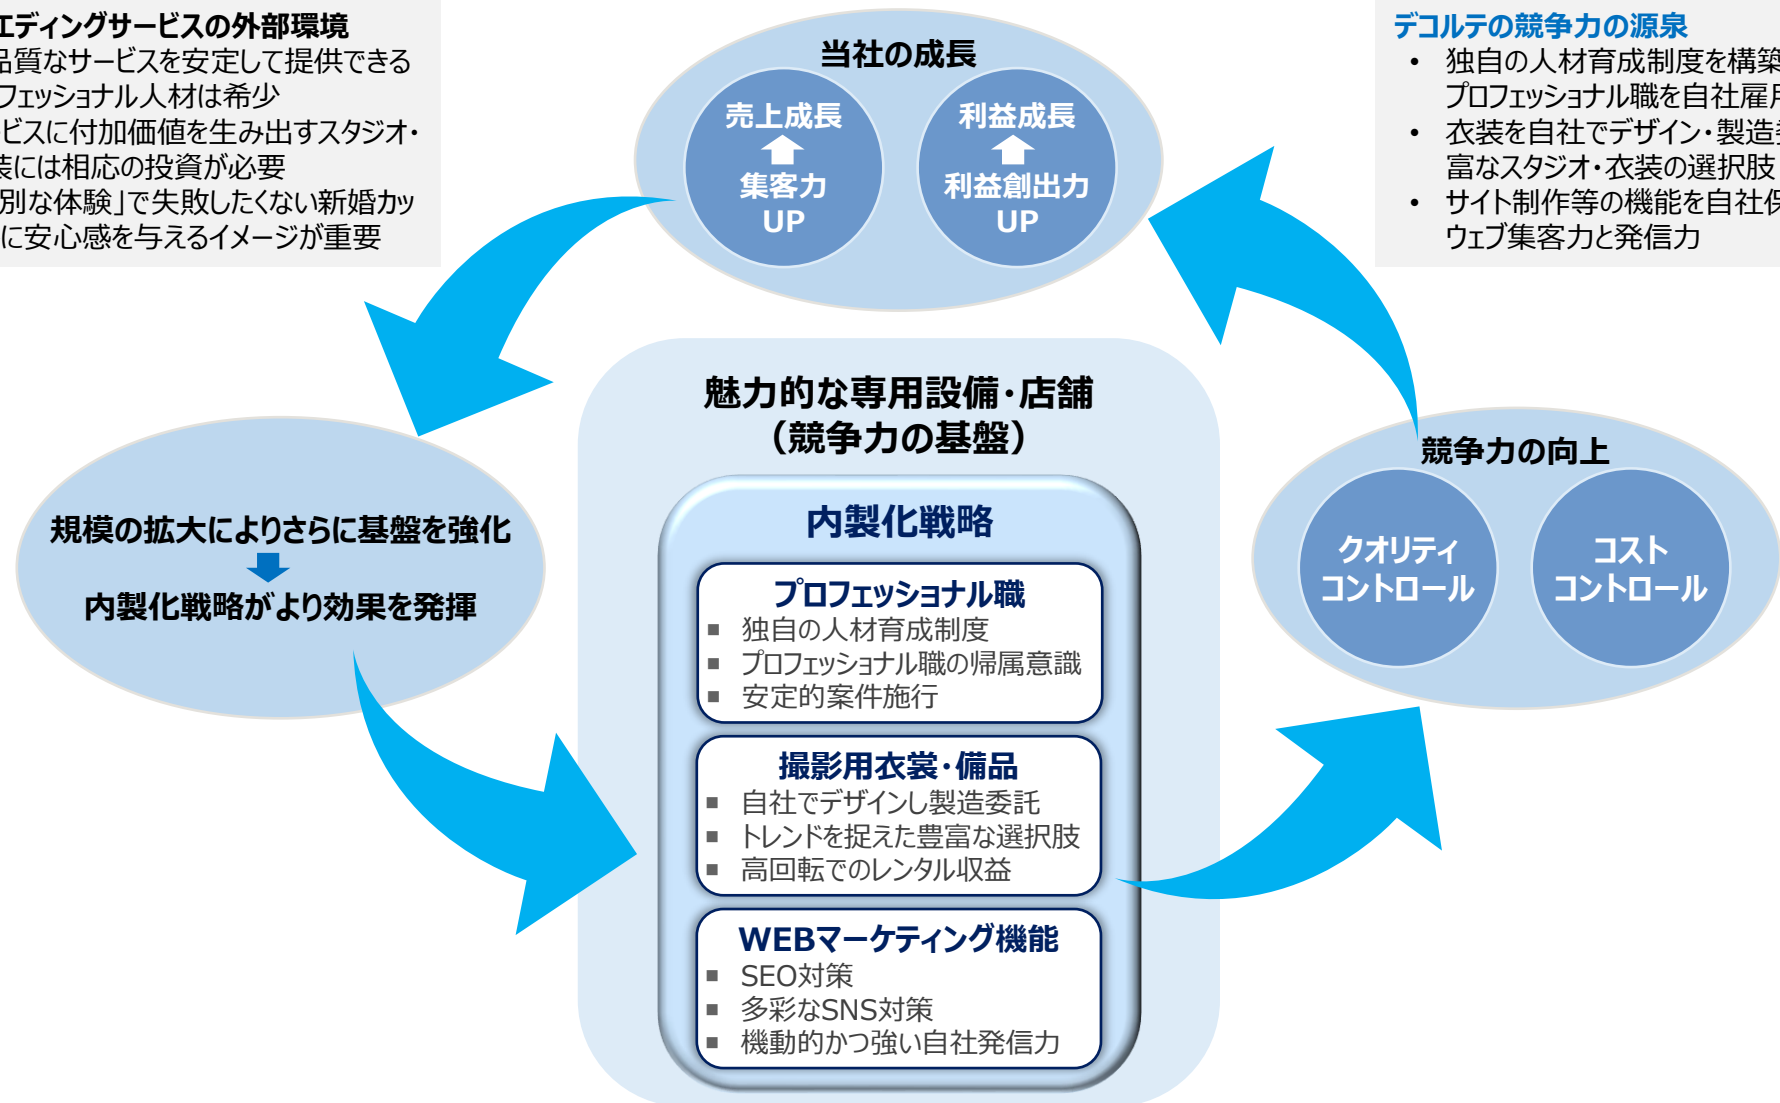 エディングサービスの外部環境
品質なサービスを安定して提供できる
フェッショナル人材は希少
ービスに付加価値を生み出すスタジオ・
装には相応の投資が必要
別な体験」で失敗したくない新婚カッ
に安心感を与えるイメージが重要
当社の成長
売上成長
集客力
UP
利益成長
利益創出力
UP
デコルテの競争力の源泉
• 独自の人材育成制度を構築
プロフェッショナル職を自社雇用
• 衣装を自社でデザイン・製造委
富なスタジオ・衣装の選択肢
• サイト制作等の機能を自社保
ウェブ集客力と発信力
規模の拡大によりさらに基盤を強化
内製化戦略がより効果を発揮
魅力的な専用設備・店舗
（競争力の基盤）
内製化戦略
プロフェッショナル職
■ 独自の人材育成制度
■ プロフェッショナル職の帰属意識
■ 安定的案件施行
撮影用衣裳・備品
■ 自社でデザインし製造委託
■ トレンドを捉えた豊富な選択肢
■ 高回転でのレンタル収益
WEBマーケティング機能
■ SEO対策
■ 多彩なSNS対策
■ 機動的かつ強い自社発信力
競争力の向上
クオリティ
コントロール
コスト
コントロール